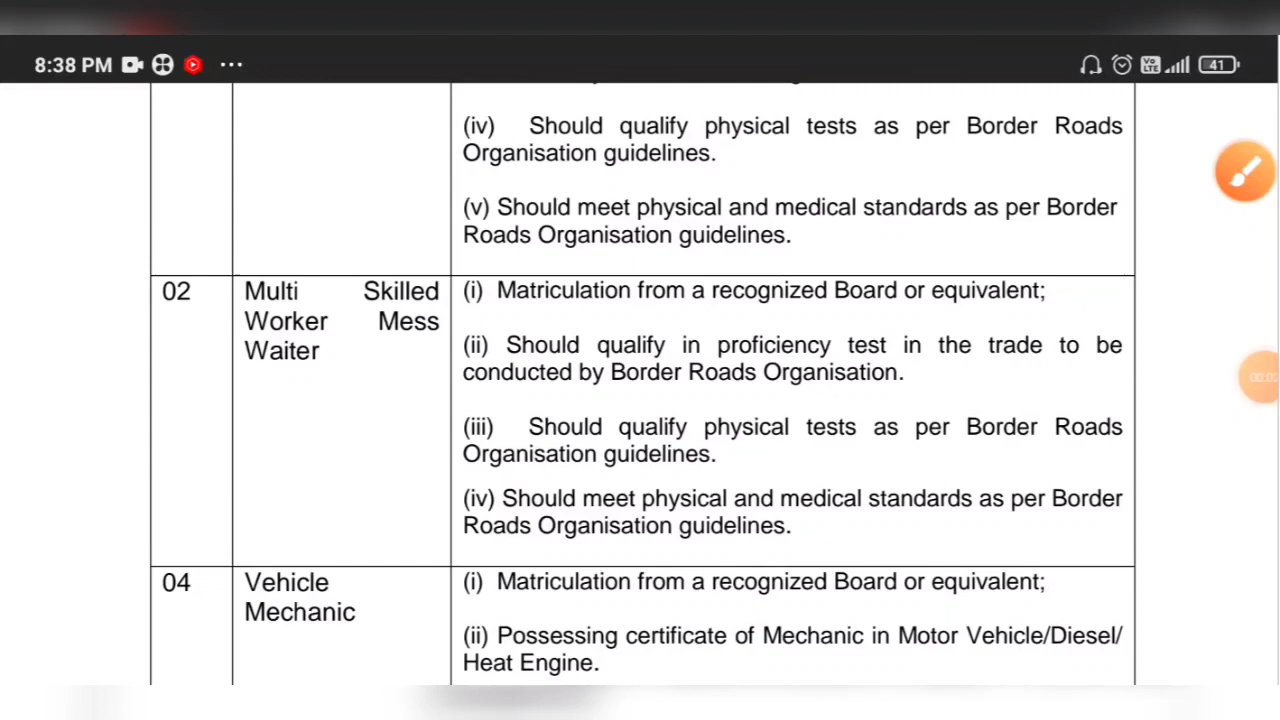 8:38 PM ...
Vo LTE 41
(iv) Should qualify physical tests as per Border Roads
Organisation guidelines.
(v) Should meet physical and medical standards as per Border
Roads Organisation guidelines.
02
Multi Skilled
Worker Mess
Waiter
(i) Matriculation from a recognized Board or equivalent;
(ii) Should qualify in proficiency test in the trade to be
conducted by Border Roads Organisation.
(iii) Should qualify physical tests as per Border Roads
Organisation guidelines.
(iv) Should meet physical and medical standards as per Border
Roads Organisation guidelines.
04
Vehicle
Mechanic
(i) Matriculation from a recognized Board or equivalent;
(ii) Possessing certificate of Mechanic in Motor Vehicle/Diesel/
Heat Engine.